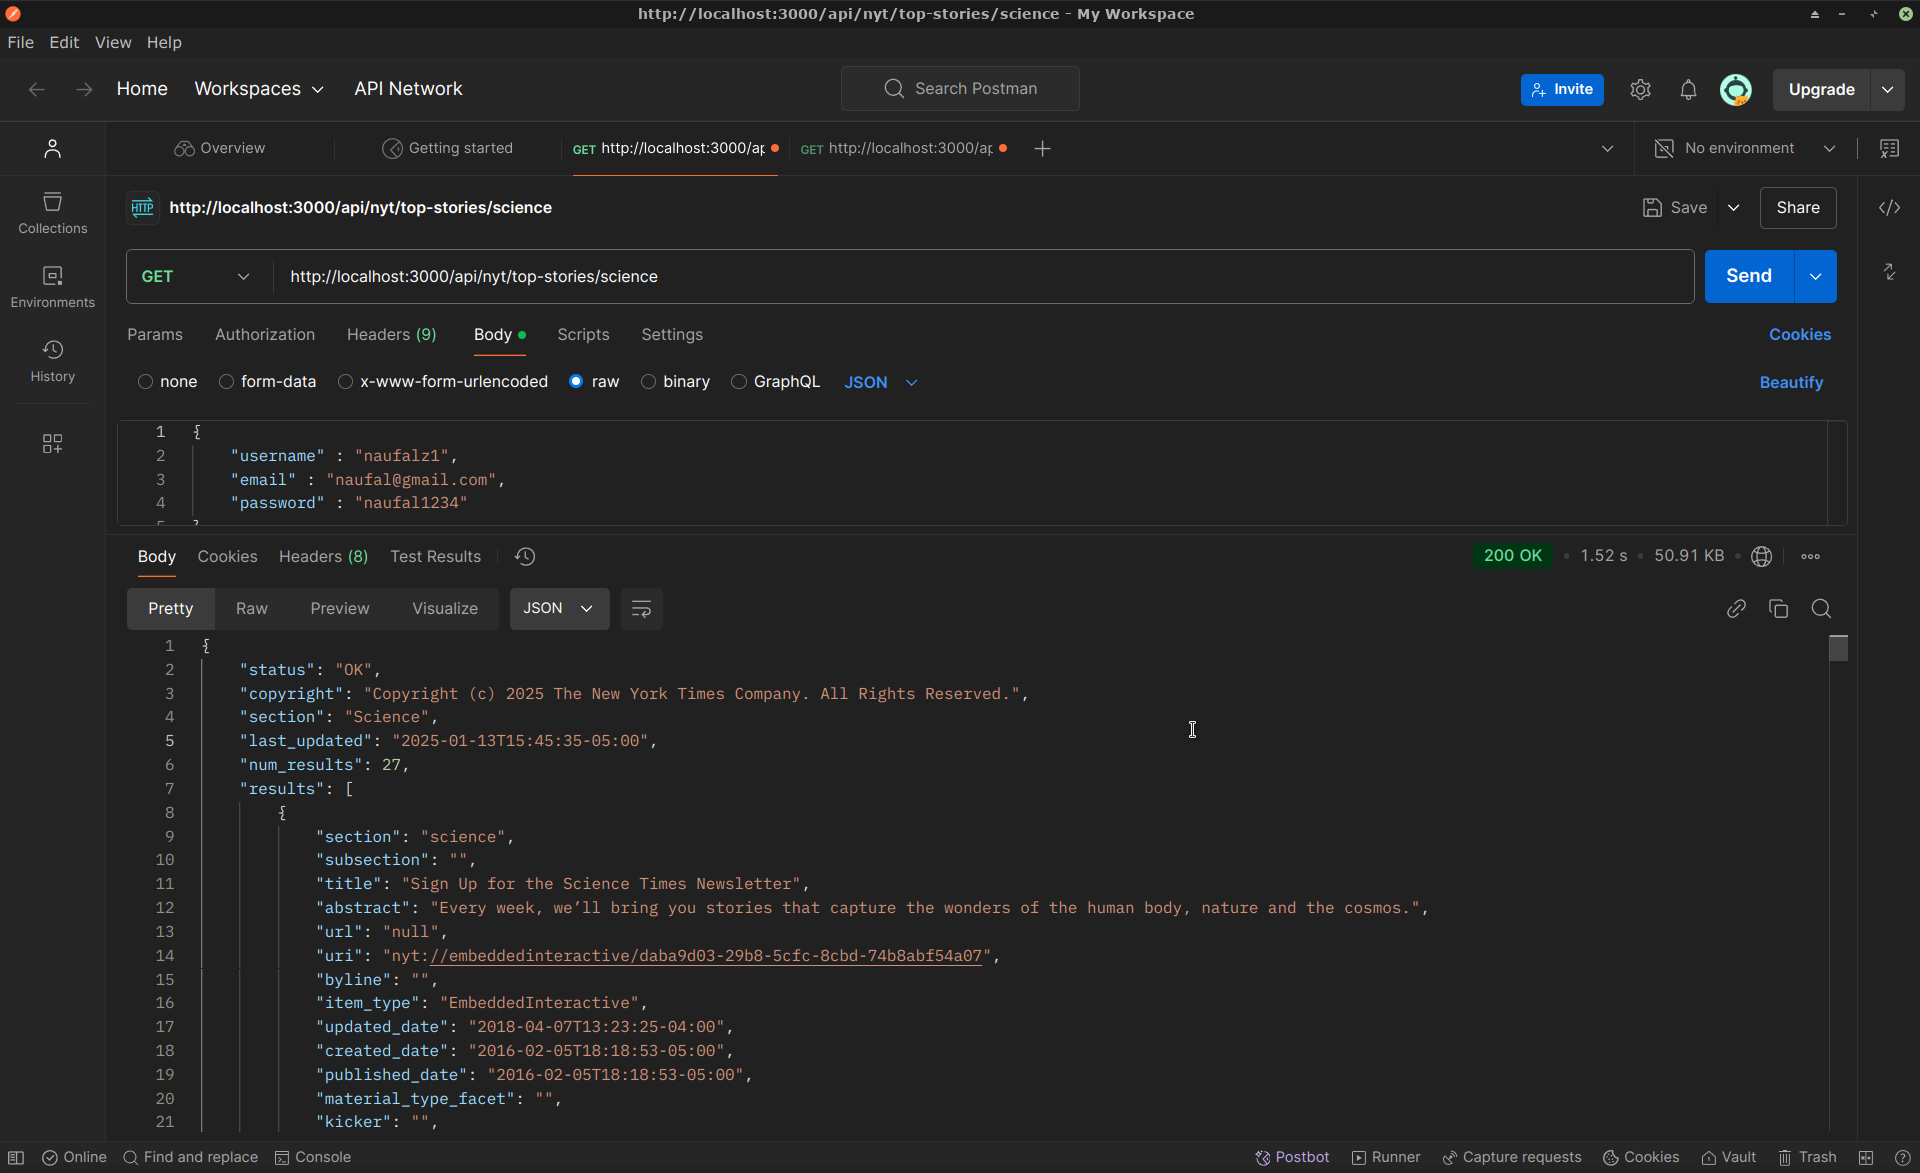 http://localhost:3000/api/nyt/top-stories/science - My Workspace
File Edit View Help
Home Workspaces API Network Search Postman Invite Upgrade
Overview Getting started GET http://localhost:3000/ap GET http://localhost:3000/ap No environment
HTTP http://localhost:3000/api/nyt/top-stories/science Save Share
Collections
Environments
History
GET http://localhost:3000/api/nyt/top-stories/science Send
Params Authorization Headers (9) Body Scripts Settings Cookies
none form-data x-www-form-urlencoded raw binary GraphQL JSON Beautify
1 {
2 "username" : "naufalz1",
3 "email" : "naufal@gmail.com",
4 "password" : "naufal1234"
5 }
Body Cookies Headers (8) Test Results 200 OK • 1.52 s • 50.91 KB •
Pretty Raw Preview Visualize JSON
1 {
2 "status": "OK",
3 "copyright": "Copyright (c) 2025 The New York Times Company. All Rights Reserved.",
4 "section": "Science",
5 "last_updated": "2025-01-13T15:45:35-05:00",
6 "num_results": 27,
7 "results": [
8 {
9 "section": "science",
10 "subsection": "",
11 "title": "Sign Up for the Science Times Newsletter",
12 "abstract": "Every week, we’ll bring you stories that capture the wonders of the human body, nature and the cosmos.",
13 "url": "null",
14 "uri": "nyt://embeddedinteractive/daba9d03-29b8-5cfc-8cbd-74b8abf54a07",
15 "byline": "",
16 "item_type": "EmbeddedInteractive",
17 "updated_date": "2018-04-07T13:23:25-04:00",
18 "created_date": "2016-02-05T18:18:53-05:00",
19 "published_date": "2016-02-05T18:18:53-05:00",
20 "material_type_facet": "",
21 "kicker": "",
Online Find and replace Console Postbot Runner Capture requests Cookies Vault Trash